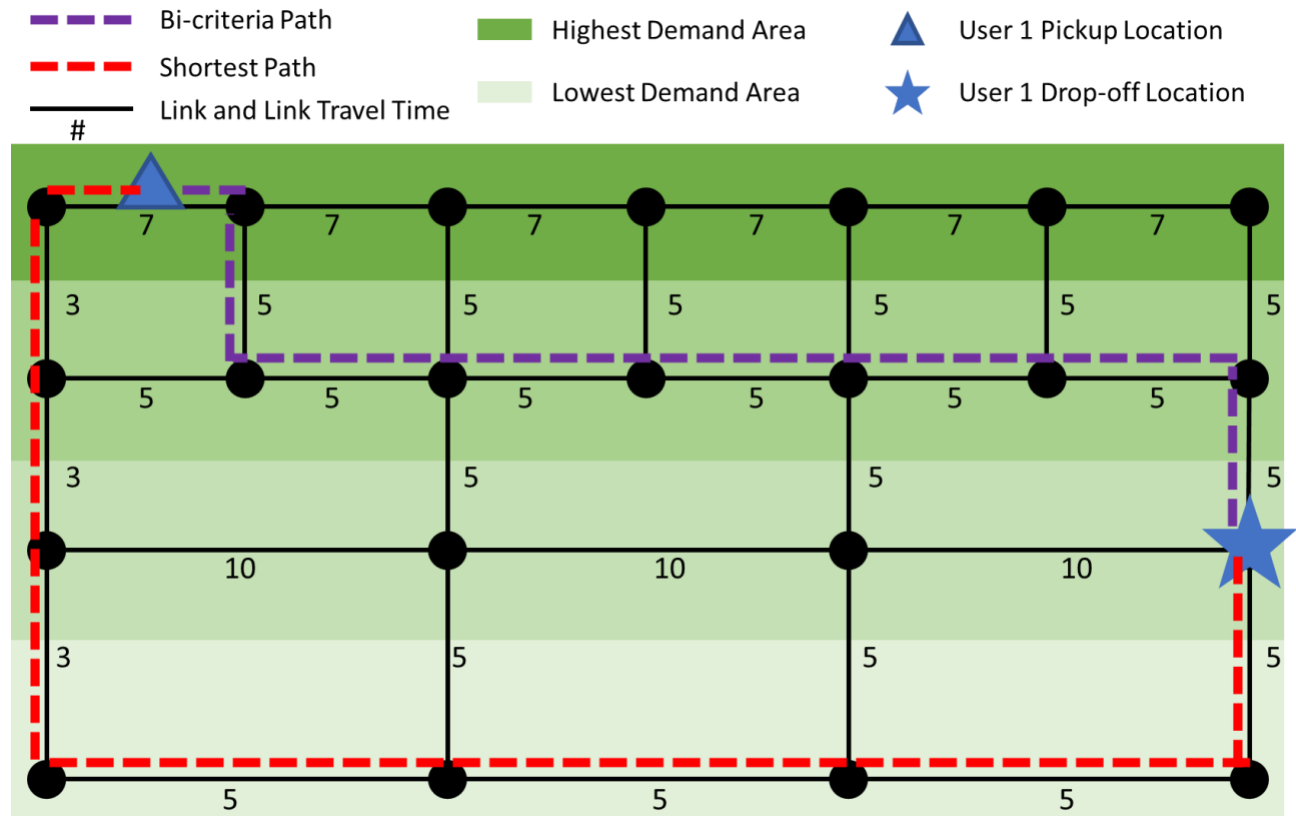 Bi-criteria Path
Highest Demand Area
User 1 Pickup Location
Shortest Path
Lowest Demand Area
User 1 Drop-off Location
Link and Link Travel Time
#
7 7 7 7 7 7
3 5 5 5 5 5 5
5 5 5 5 5 5
3 5 5 5
10 10 10
3 5 5 5
5 5 5